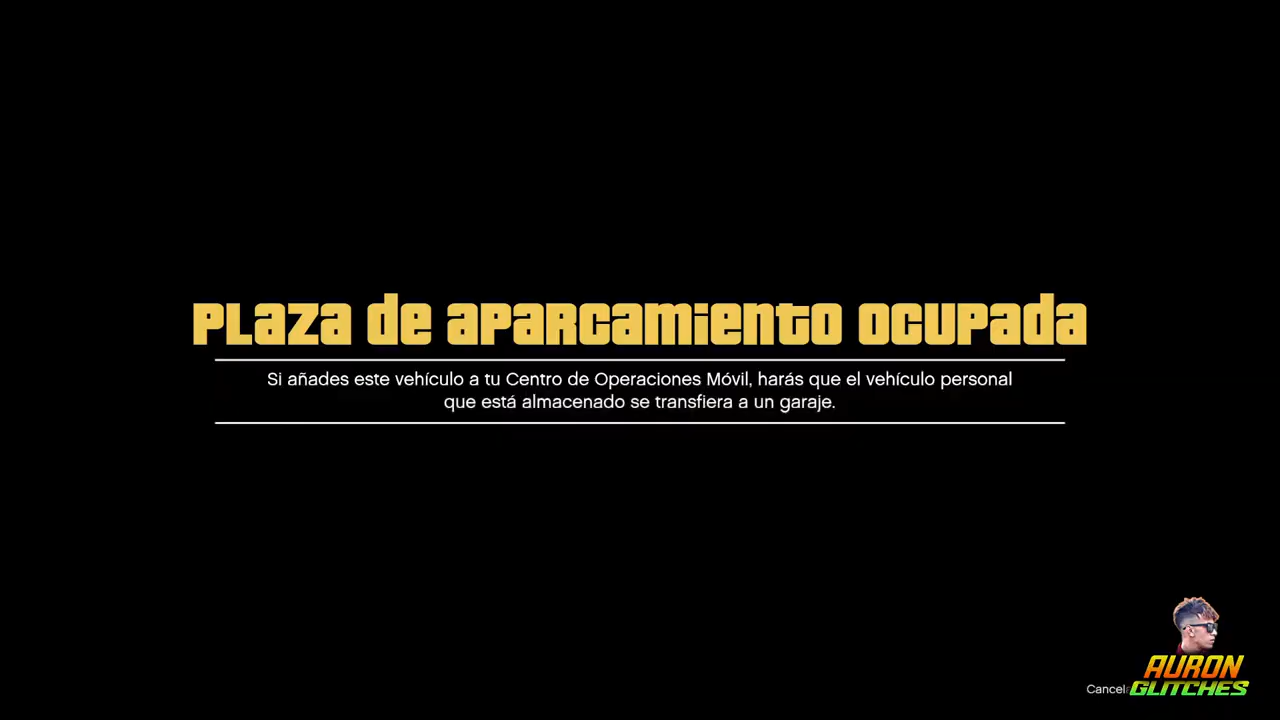 PLAZA DE APARCAMIENTO OCUPADA
Si añades este vehículo a tu Centro de Operaciones Móvil, harás que el vehículo personal
que está almacenado se transfiera a un garaje.
AURON
Cancela GLITCHES